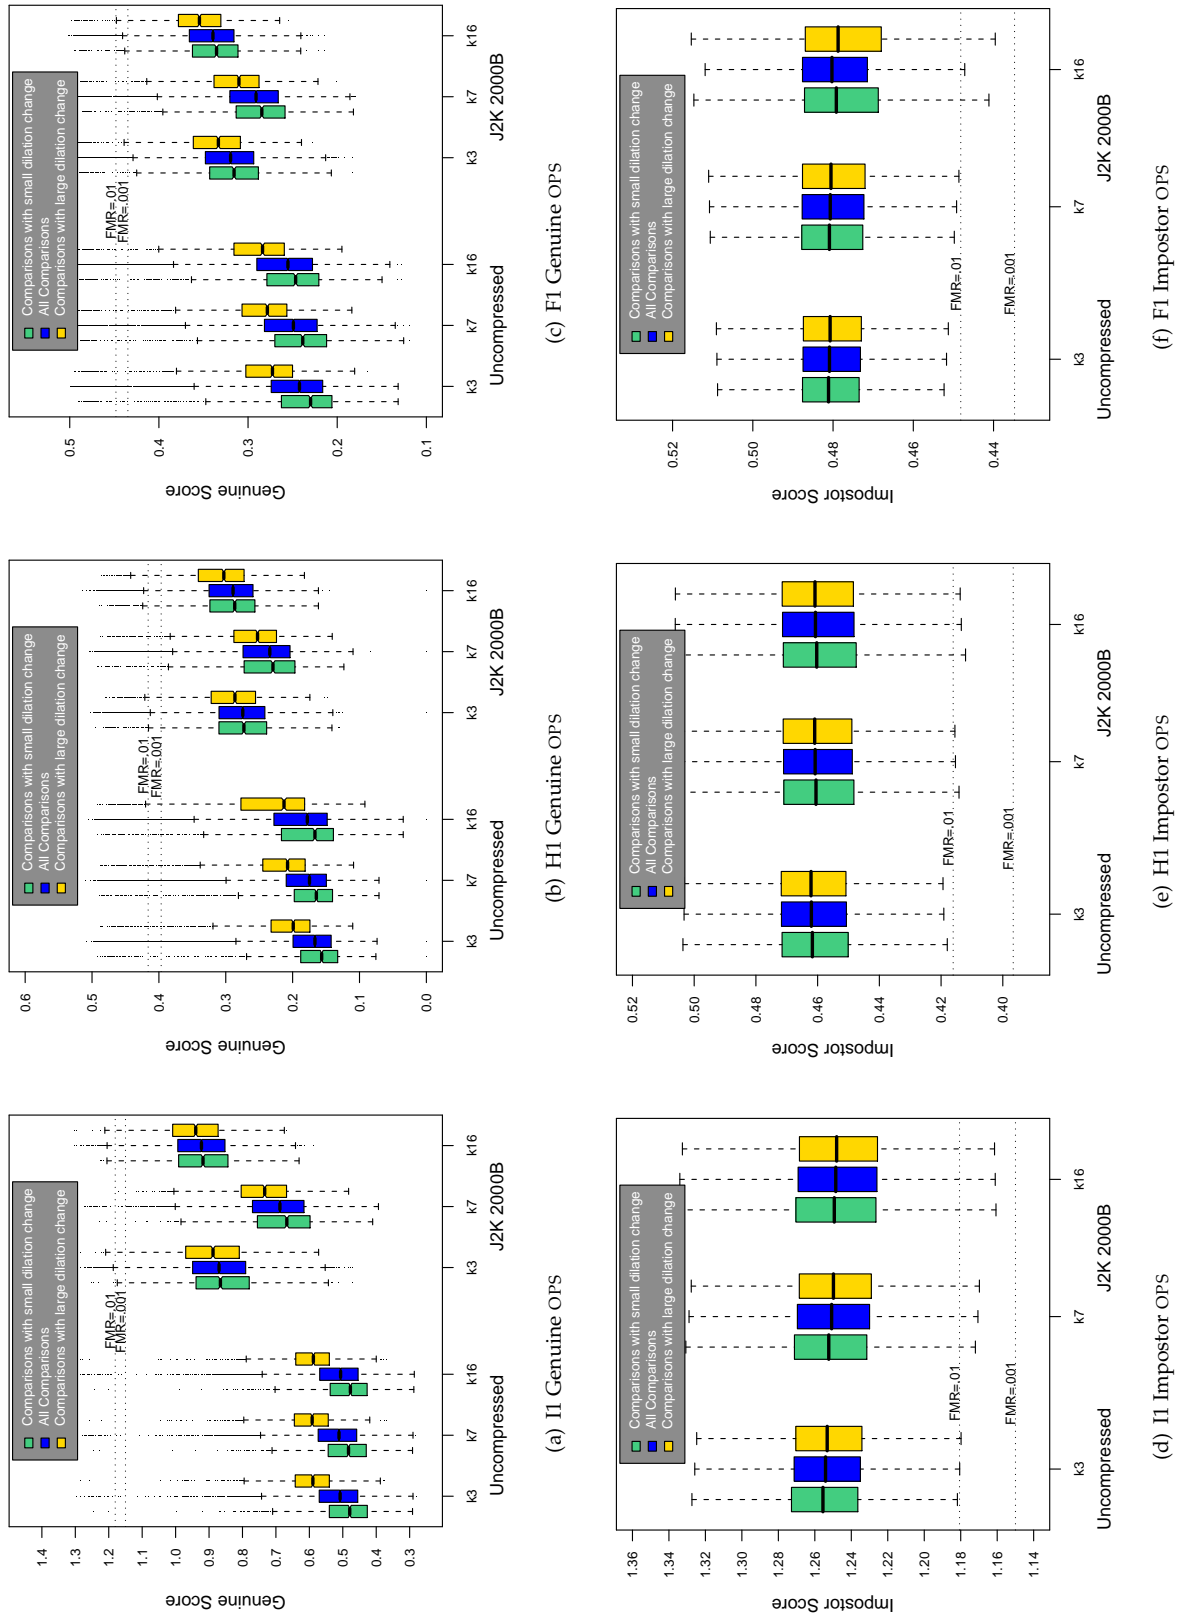 Genuine Score
1.4
1.3
1.2
1.1
1.0
0.9
0.8
0.7
0.6
0.5
0.4
0.3
Comparisons with small dilation change
All Comparisons
Comparisons with large dilation change
FMR=.01
FMR=.001
k3 k7 k16 k3 k7 k16
Uncompressed J2K 2000B
(a) I1 Genuine OPS
Genuine Score
0.6
0.5
0.4
0.3
0.2
0.1
0.0
Comparisons with small dilation change
All Comparisons
Comparisons with large dilation change
FMR=.01
FMR=.001
k3 k7 k16 k3 k7 k16
Uncompressed J2K 2000B
(b) H1 Genuine OPS
Genuine Score
0.5
0.4
0.3
0.2
0.1
Comparisons with small dilation change
All Comparisons
Comparisons with large dilation change
FMR=.01
FMR=.001
k3 k7 k16 k3 k7 k16
Uncompressed J2K 2000B
(c) F1 Genuine OPS
Impostor Score
1.36
1.34
1.32
1.30
1.28
1.26
1.24
1.22
1.20
1.18
1.16
1.14
Comparisons with small dilation change
All Comparisons
Comparisons with large dilation change
FMR=.01
FMR=.001
k3 k7 k16
Uncompressed J2K 2000B
(d) I1 Impostor OPS
Impostor Score
0.52
0.50
0.48
0.46
0.44
0.42
0.40
Comparisons with small dilation change
All Comparisons
Comparisons with large dilation change
FMR=.01
FMR=.001
k3 k7 k16
Uncompressed J2K 2000B
(e) H1 Impostor OPS
Impostor Score
0.52
0.50
0.48
0.46
0.44
Comparisons with small dilation change
All Comparisons
Comparisons with large dilation change
FMR=.01
FMR=.001
k3 k7 k16
Uncompressed J2K 2000B
(f) F1 Impostor OPS